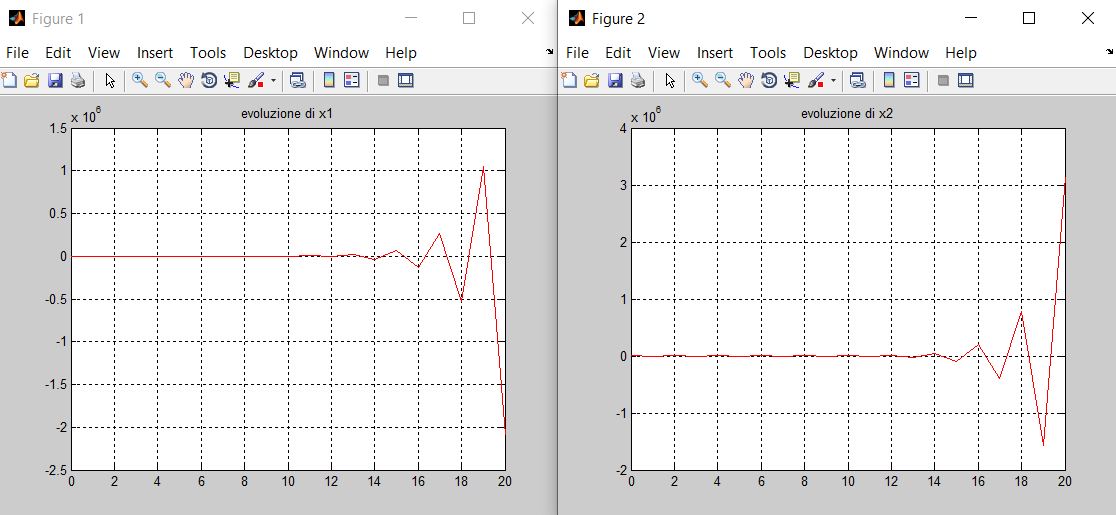 Figure 1
File Edit View Insert Tools Desktop Window Help
x 10^6
evoluzione di x1
1.5
1
0.5
0
-0.5
-1
-1.5
-2
-2.5
0 2 4 6 8 10 12 14 16 18 20
Figure 2
File Edit View Insert Tools Desktop Window Help
x 10^6
evoluzione di x2
4
3
2
1
0
-1
-2
0 2 4 6 8 10 12 14 16 18 20